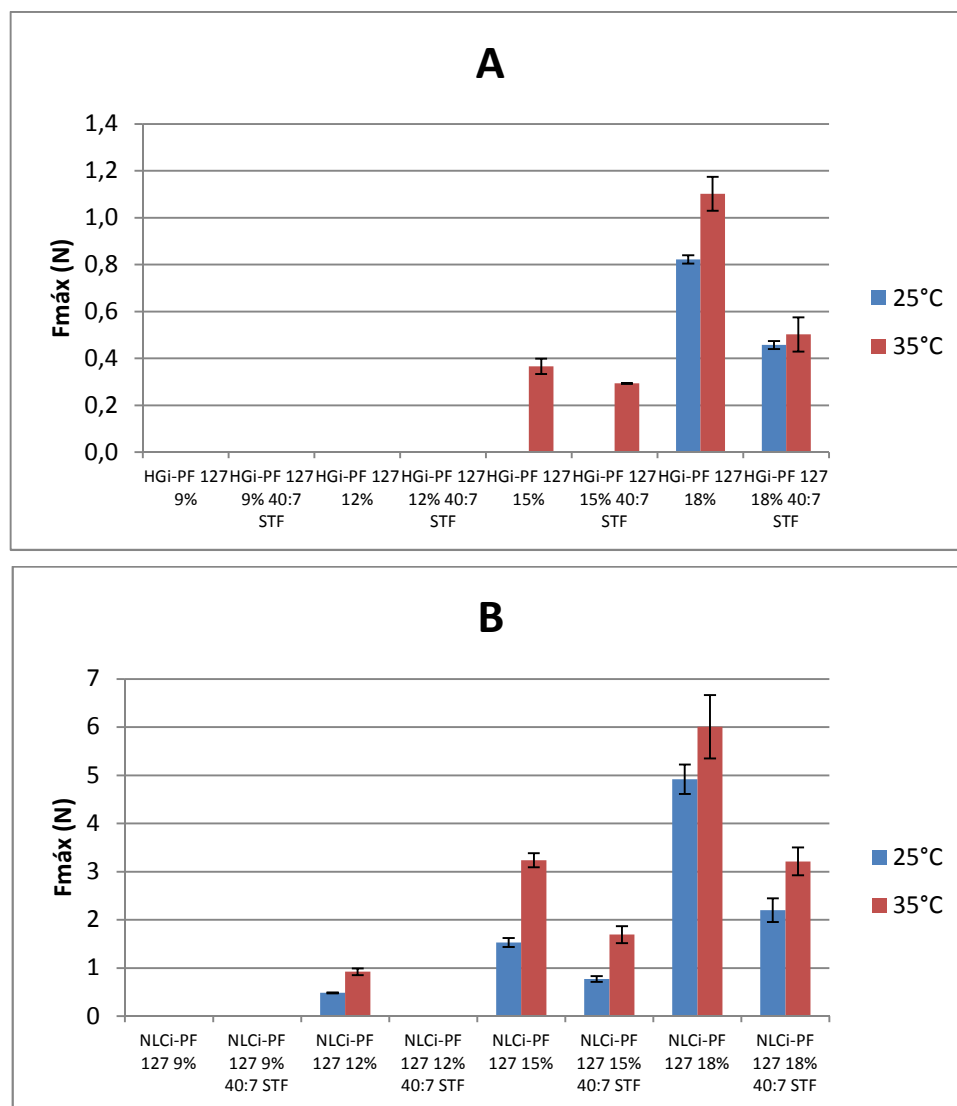 A
1,4
1,2
1,0
0,8
0,6
0,4
0,2
0,0
Fmáx (N)
HGi-PF 127 HGi-PF 127 HGi-PF 127 HGi-PF 127 HGi-PF 127 HGi-PF 127 HGi-PF 127 HGi-PF 127
9% 9% 40:7 12% 12% 40:7 15% 15% 40:7 18% 18% 40:7
STF STF STF STF
25°C
35°C
B
7
6
5
4
3
2
1
0
Fmáx (N)
NLCi-PF NLCi-PF NLCi-PF NLCi-PF NLCi-PF NLCi-PF NLCi-PF NLCi-PF
127 9% 127 9% 127 12% 127 12% 127 15% 127 15% 127 18% 127 18%
40:7 STF 40:7 STF 40:7 STF 40:7 STF
25°C
35°C